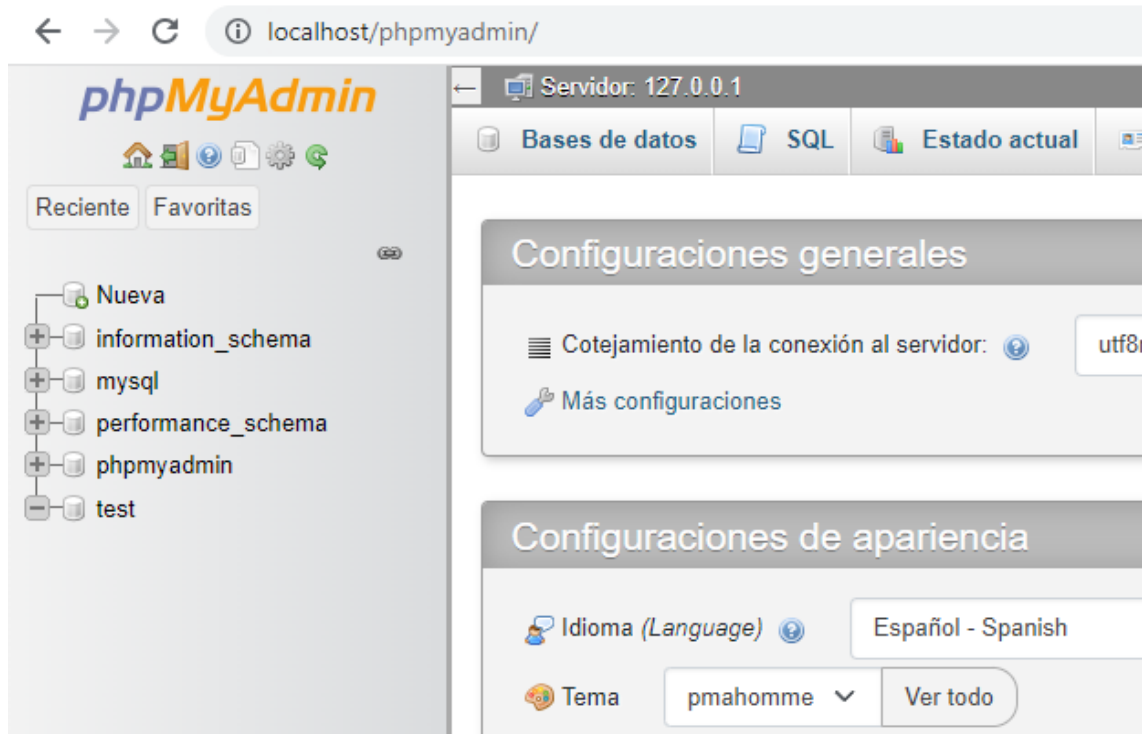 localhost/phpmyadmin/
phpMyAdmin
Reciente Favoritas
Nueva
information_schema
mysql
performance_schema
phpmyadmin
test
Servidor: 127.0.0.1
Bases de datos SQL Estado actual
Configuraciones generales
Cotejamiento de la conexión al servidor:
Más configuraciones
Configuraciones de apariencia
Idioma (Language) Español - Spanish
Tema pmahomme Ver todo